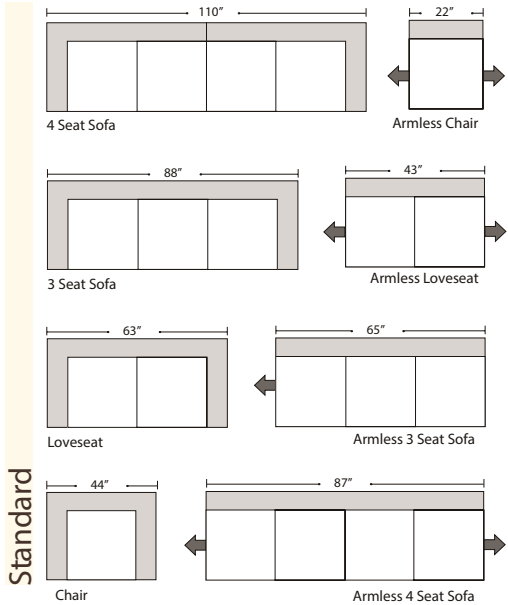 110"
4 Seat Sofa
22"
Armless Chair
88"
3 Seat Sofa
43"
Armless Loveseat
63"
Loveseat
65"
Armless 3 Seat Sofa
44"
Chair
87"
Armless 4 Seat Sofa
Standard